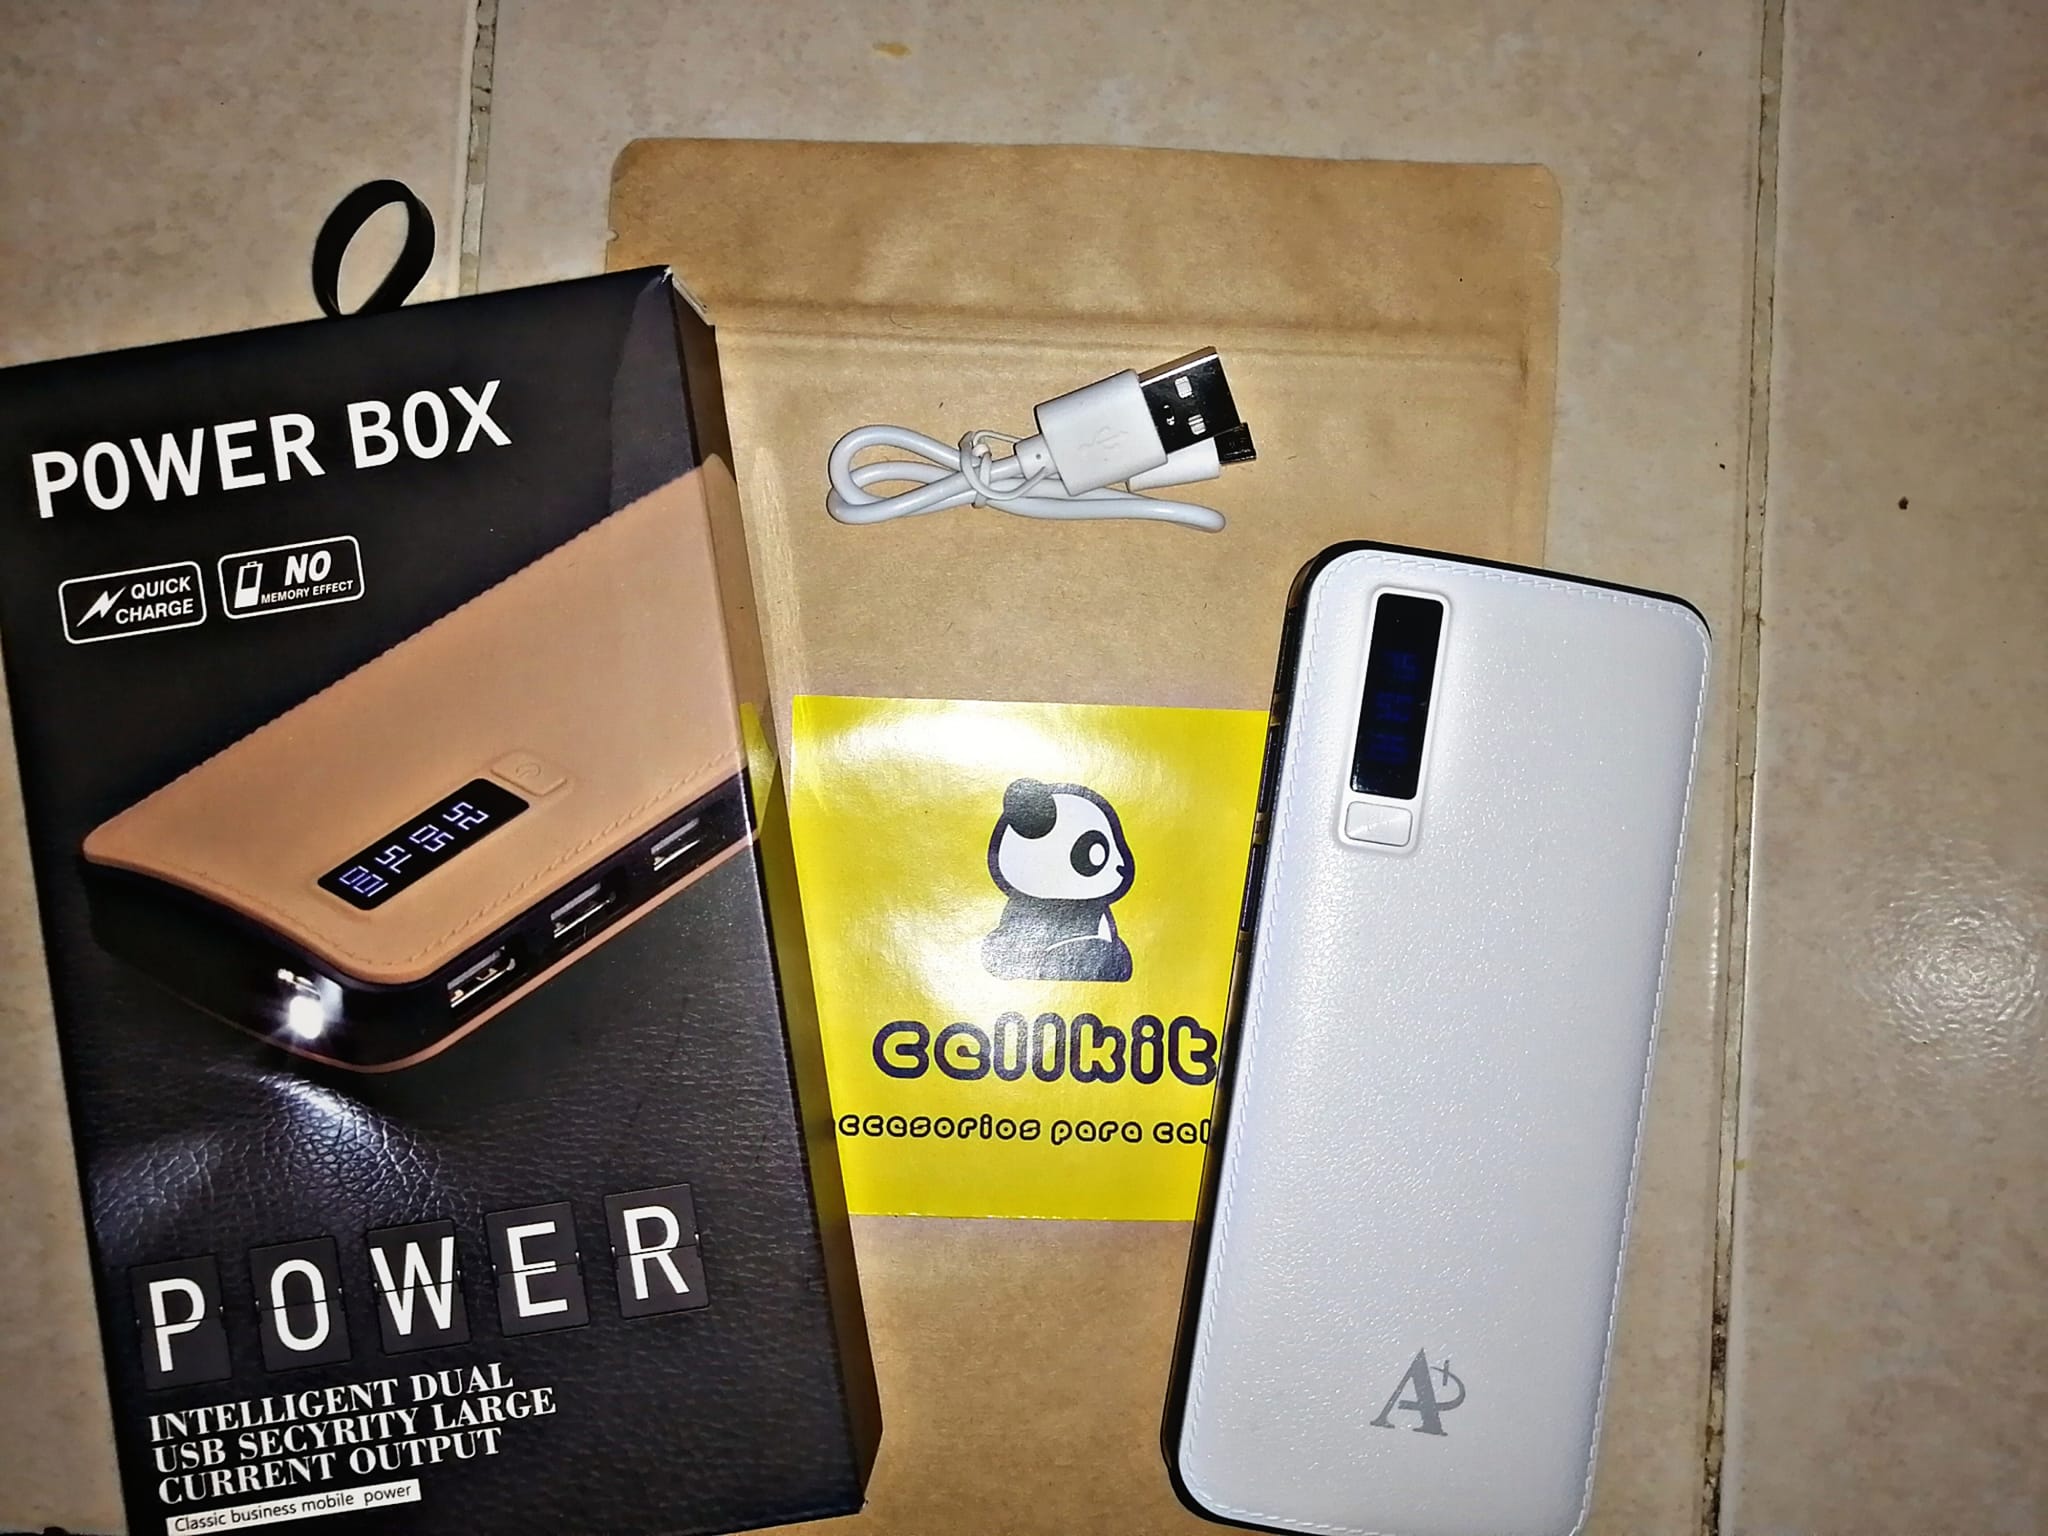 POWER BOX
QUICK
CHARGE
NO
MEMORY EFFECT
POWER
INTELLIGENT DUAL
USB SECYRITY LARGE
CURRENT OUTPUT
Classic business mobile power
cellkit
accesorios para cel
100 75 50 25